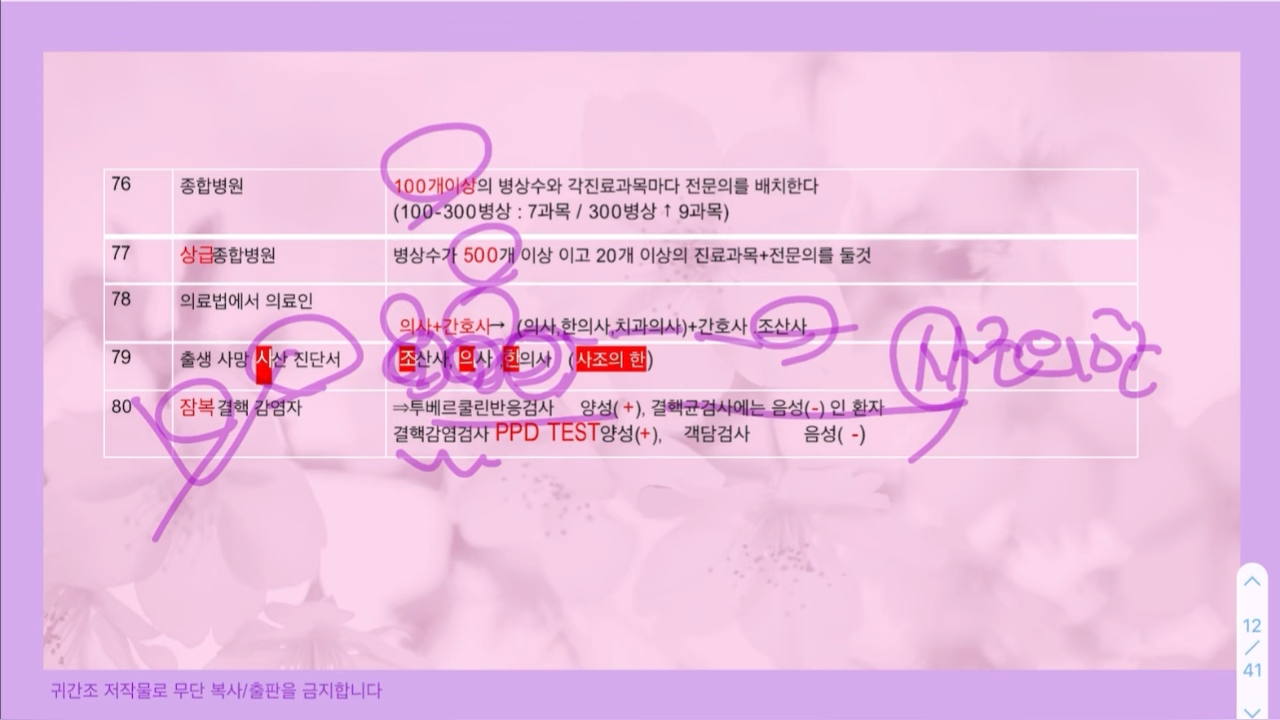 76 종합병원 100개이상의 병상수와 각진료과목마다 전문의를 배치한다
(100-300병상 : 7과목 / 300병상 ↑ 9과목)
77 상급종합병원 병상수가 500개 이상 이고 20개 이상의 진료과목+전문의를 둘것
78 의료법에서 의료인
의사+간호사→ (의사,한의사,치과의사)+간호사 ,조산사
79 출생 사망 사산 진단서 조산사, 의사 ,한의사 (사조의 한)
사조의한
80 잠복 결핵 감염자 ⇒투베르쿨린반응검사 양성( +), 결핵균검사에는 음성(-) 인 환자
결핵감염검사 PPD TEST양성(+), 객담검사 음성( -)
12
/
41
귀간조 저작물로 무단 복사/출판을 금지합니다